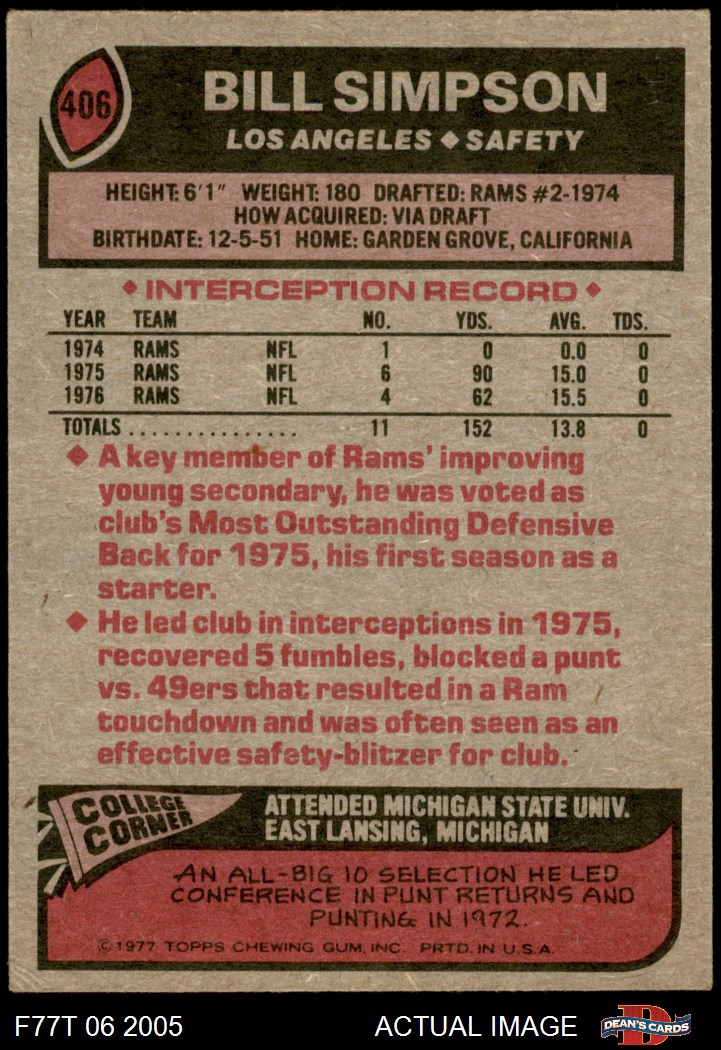 406
BILL SIMPSON
LOS ANGELES ◆ SAFETY
HEIGHT: 6'1" WEIGHT: 180 DRAFTED: RAMS #2-1974
HOW ACQUIRED: VIA DRAFT
BIRTHDATE: 12-5-51 HOME: GARDEN GROVE, CALIFORNIA
◆ INTERCEPTION RECORD ◆
YEAR TEAM NO. YDS. AVG. TDS.
1974 RAMS NFL 1 0 0.0 0
1975 RAMS NFL 6 90 15.0 0
1976 RAMS NFL 4 62 15.5 0
TOTALS ............... 11 152 13.8 0
◆ A key member of Rams' improving
young secondary, he was voted as
club's Most Outstanding Defensive
Back for 1975, his first season as a
starter.
◆ He led club in interceptions in 1975,
recovered 5 fumbles, blocked a punt
vs. 49ers that resulted in a Ram
touchdown and was often seen as an
effective safety-blitzer for club.
COLLEGE
CORNER
ATTENDED MICHIGAN STATE UNIV.
EAST LANSING, MICHIGAN
AN ALL-BIG 10 SELECTION HE LED
CONFERENCE IN PUNT RETURNS AND
PUNTING IN 1972.
© 1977 TOPPS CHEWING GUM, INC. PRTD. IN U.S.A.
F77T 06 2005 ACTUAL IMAGE D DEAN'S CARDS